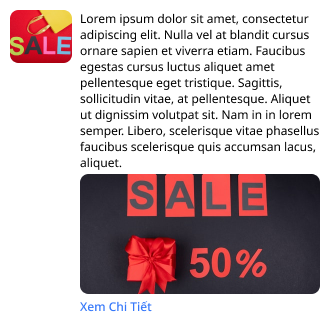 SALE
Lorem ipsum dolor sit amet, consectetur
adipiscing elit. Nulla vel at blandit cursus
ornare sapien et viverra etiam. Faucibus
egestas cursus luctus aliquet amet
pellentesque eget tristique. Sagittis,
sollicitudin vitae, at pellentesque. Aliquet
ut dignissim volutpat sit. Nam in in lorem
semper. Libero, scelerisque vitae phasellus
faucibus scelerisque quis accumsan lacus,
aliquet.
SALE
50%
Xem Chi Tiết